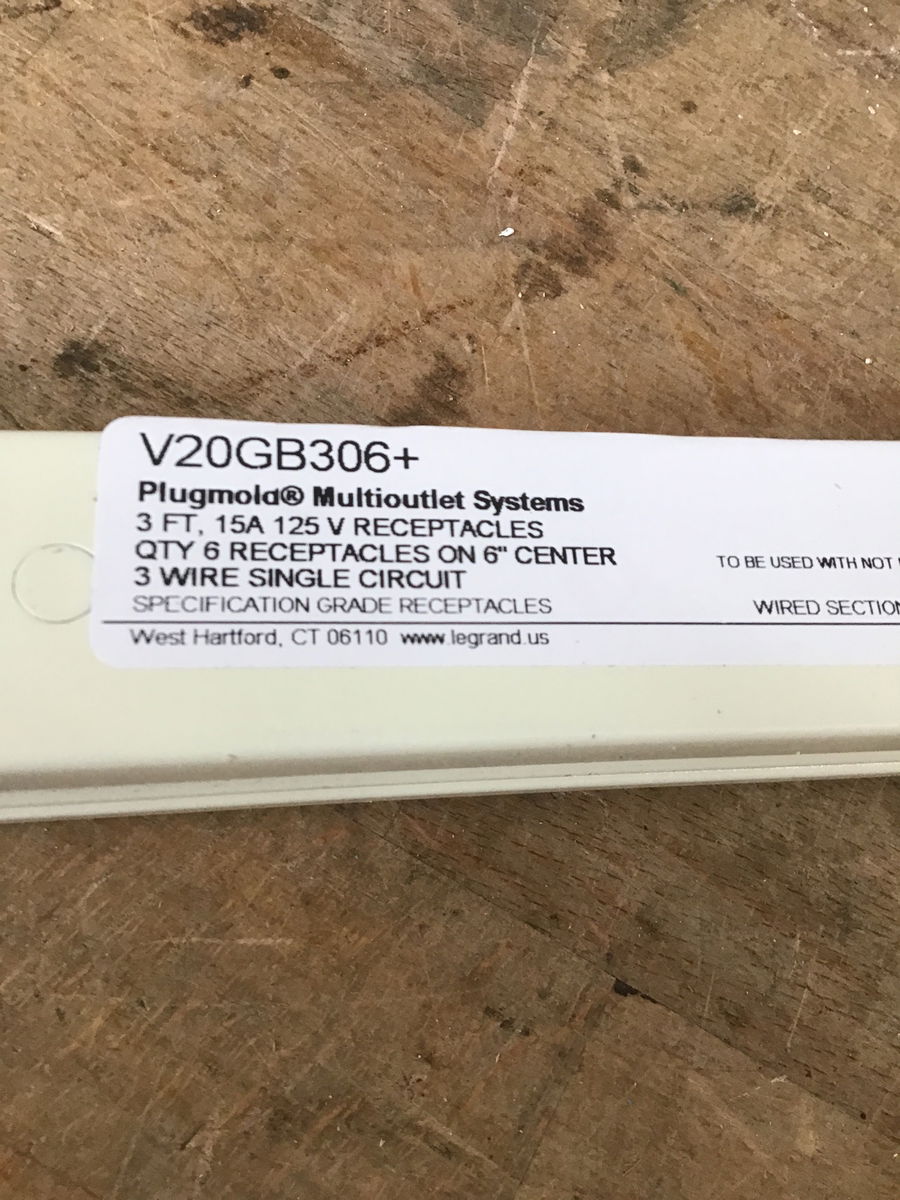 V20GB306+
Plugmold® Multioutlet Systems
3 FT, 15A 125 V RECEPTACLES
QTY 6 RECEPTACLES ON 6" CENTER
3 WIRE SINGLE CIRCUIT
SPECIFICATION GRADE RECEPTACLES
West Hartford, CT 06110 www.legrand.us
TO BE USED WITH NOT
WIRED